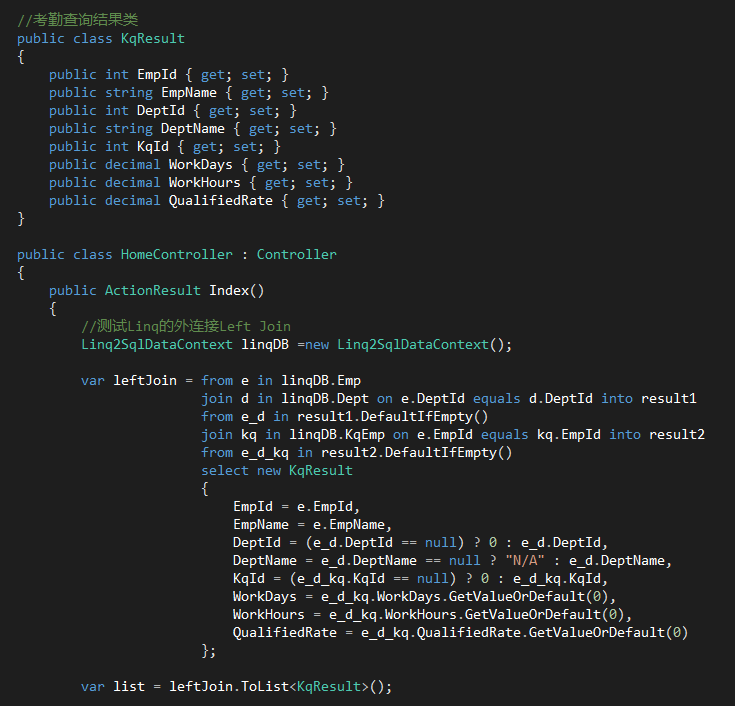 //考勤查询结果类
public class KqResult
{
    public int EmpId { get; set; }
    public string EmpName { get; set; }
    public int DeptId { get; set; }
    public string DeptName { get; set; }
    public int KqId { get; set; }
    public decimal WorkDays { get; set; }
    public decimal WorkHours { get; set; }
    public decimal QualifiedRate { get; set; }
}

public class HomeController : Controller
{
    public ActionResult Index()
    {
        //测试Linq的外连接Left Join
        Linq2SqlDataContext linqDB =new Linq2SqlDataContext();

        var leftJoin = from e in linqDB.Emp
                       join d in linqDB.Dept on e.DeptId equals d.DeptId into result1
                       from e_d in result1.DefaultIfEmpty()
                       join kq in linqDB.KqEmp on e.EmpId equals kq.EmpId into result2
                       from e_d_kq in result2.DefaultIfEmpty()
                       select new KqResult
                       {
                           EmpId = e.EmpId,
                           EmpName = e.EmpName,
                           DeptId = (e_d.DeptId == null) ? 0 : e_d.DeptId,
                           DeptName = e_d.DeptName == null ? "N/A" : e_d.DeptName,
                           KqId = (e_d_kq.KqId == null) ? 0 : e_d_kq.KqId,
                           WorkDays = e_d_kq.WorkDays.GetValueOrDefault(0),
                           WorkHours = e_d_kq.WorkHours.GetValueOrDefault(0),
                           QualifiedRate = e_d_kq.QualifiedRate.GetValueOrDefault(0)
                       };

        var list = leftJoin.ToList<KqResult>();